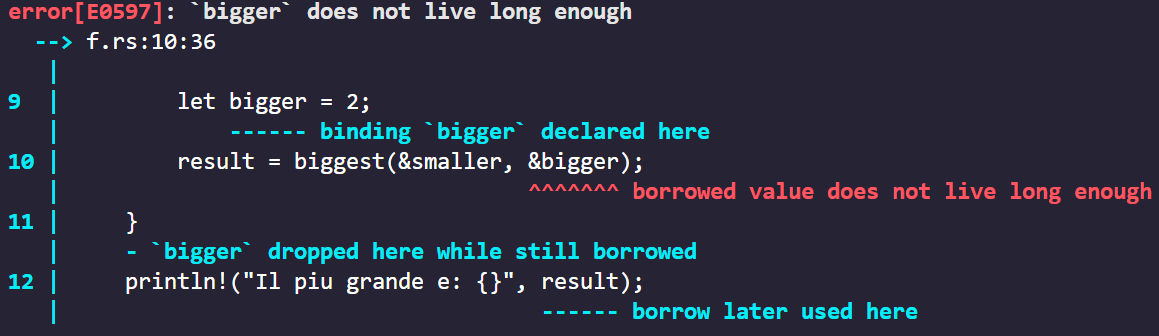 error[E0597]: `bigger` does not live long enough
  --> f.rs:10:36
   |
9  |         let bigger = 2;
   |             ------ binding `bigger` declared here
10 |         result = biggest(&smaller, &bigger);
   |                                    ^^^^^^^ borrowed value does not live long enough
11 |     }
   |     - `bigger` dropped here while still borrowed
12 |     println!("Il piu grande e: {}", result);
   |                                     ------ borrow later used here